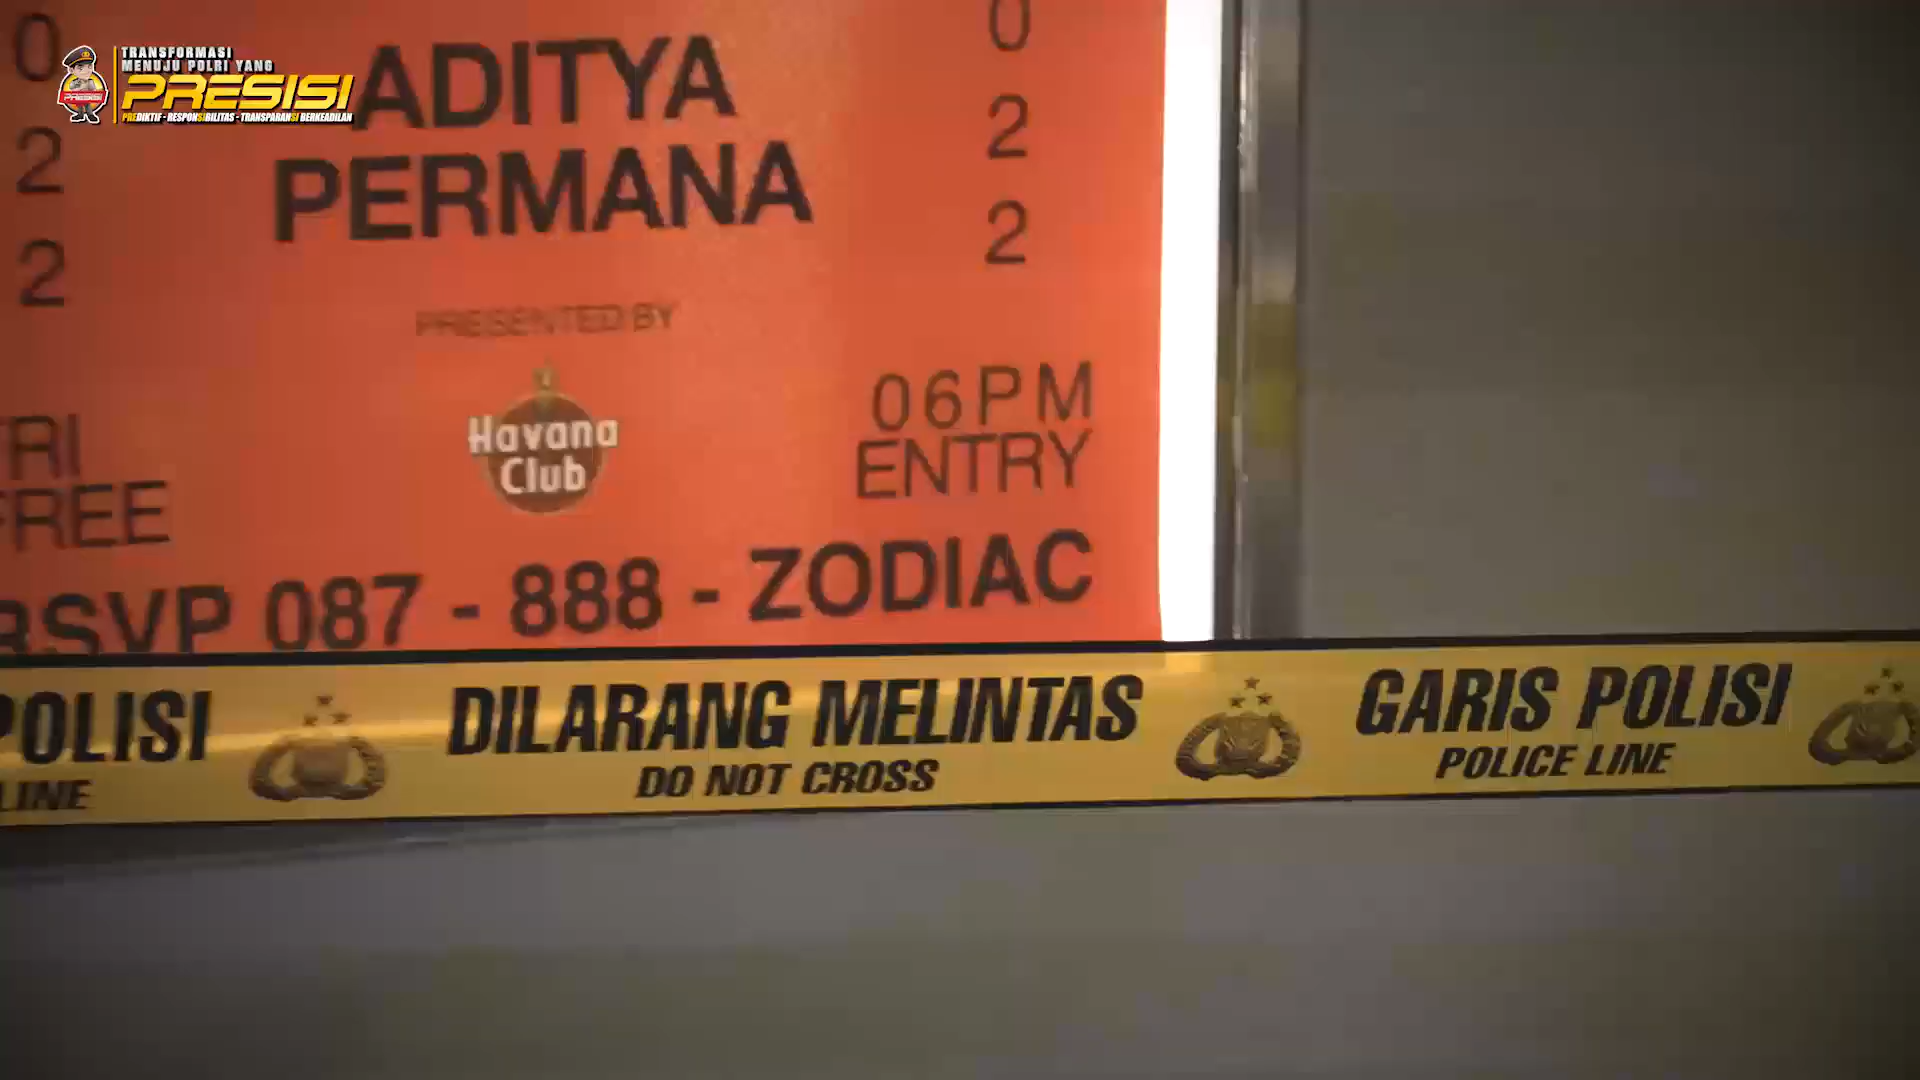 TRANSFORMASI
MENUJU POLRI YANG
PRESISI
PREDIKTIF - RESPONSIBILITAS - TRANSPARANSI BERKEADILAN
ADITYA
PERMANA
0
2
2
0
2
2
PRESENTED BY
Havana
Club
06PM
ENTRY
FREE
RSVP 087 - 888 - ZODIAC
POLISI
LINE
DILARANG MELINTAS
DO NOT CROSS
GARIS POLISI
POLICE LINE